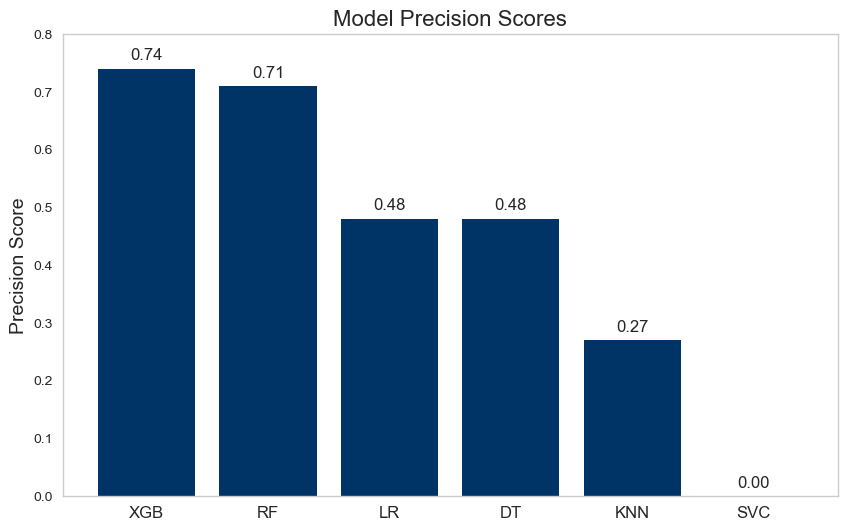 Model Precision Scores
Precision Score
0.8
0.7
0.6
0.5
0.4
0.3
0.2
0.1
0.0
0.74
0.71
0.48
0.48
0.27
0.00
XGB
RF
LR
DT
KNN
SVC